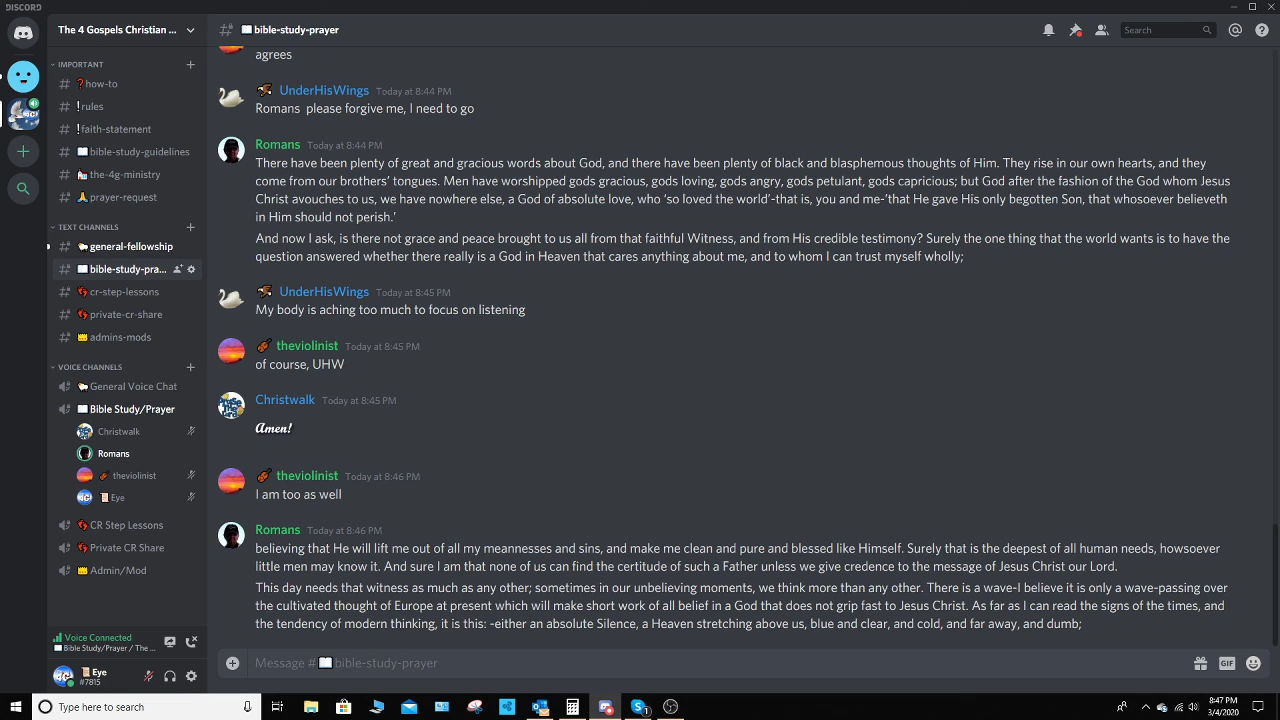 DISCORD
The 4 Gospels Christian ...
bible-study-prayer
Search
IMPORTANT
how-to
rules
faith-statement
bible-study-guidelines
the-4g-ministry
prayer-request
TEXT CHANNELS
general-fellowship
bible-study-pra...
cr-step-lessons
private-cr-share
admins-mods
VOICE CHANNELS
General Voice Chat
Bible Study/Prayer
Christwalk
Romans
theviolinist
Eye
CR Step Lessons
Private CR Share
Admin/Mod
Voice Connected
Bible Study/Prayer / The ...
Eye
#7815
agrees
UnderHisWings Today at 8:44 PM
Romans please forgive me, I need to go
Romans Today at 8:44 PM
There have been plenty of great and gracious words about God, and there have been plenty of black and blasphemous thoughts of Him. They rise in our own hearts, and they
come from our brothers' tongues. Men have worshipped gods gracious, gods loving, gods angry, gods petulant, gods capricious; but God after the fashion of the God whom Jesus
Christ avouches to us, we have nowhere else, a God of absolute love, who 'so loved the world'-that is, you and me-'that He gave His only begotten Son, that whosoever believeth
in Him should not perish.'
And now I ask, is there not grace and peace brought to us all from that faithful Witness, and from His credible testimony? Surely the one thing that the world wants is to have the
question answered whether there really is a God in Heaven that cares anything about me, and to whom I can trust myself wholly;
UnderHisWings Today at 8:45 PM
My body is aching too much to focus on listening
theviolinist Today at 8:45 PM
of course, UHW
Christwalk Today at 8:45 PM
Amen!
theviolinist Today at 8:46 PM
I am too as well
Romans Today at 8:46 PM
believing that He will lift me out of all my meannesses and sins, and make me clean and pure and blessed like Himself. Surely that is the deepest of all human needs, howsoever
little men may know it. And sure I am that none of us can find the certitude of such a Father unless we give credence to the message of Jesus Christ our Lord.
This day needs that witness as much as any other; sometimes in our unbelieving moments, we think more than any other. There is a wave-I believe it is only a wave-passing over
the cultivated thought of Europe at present which will make short work of all belief in a God that does not grip fast to Jesus Christ. As far as I can read the signs of the times, and
the tendency of modern thinking, it is this: -either an absolute Silence, a Heaven stretching above us, blue and clear, and cold, and far away, and dumb;
Message # bible-study-prayer
GIF
Type here to search
8:47 PM
3/4/2020